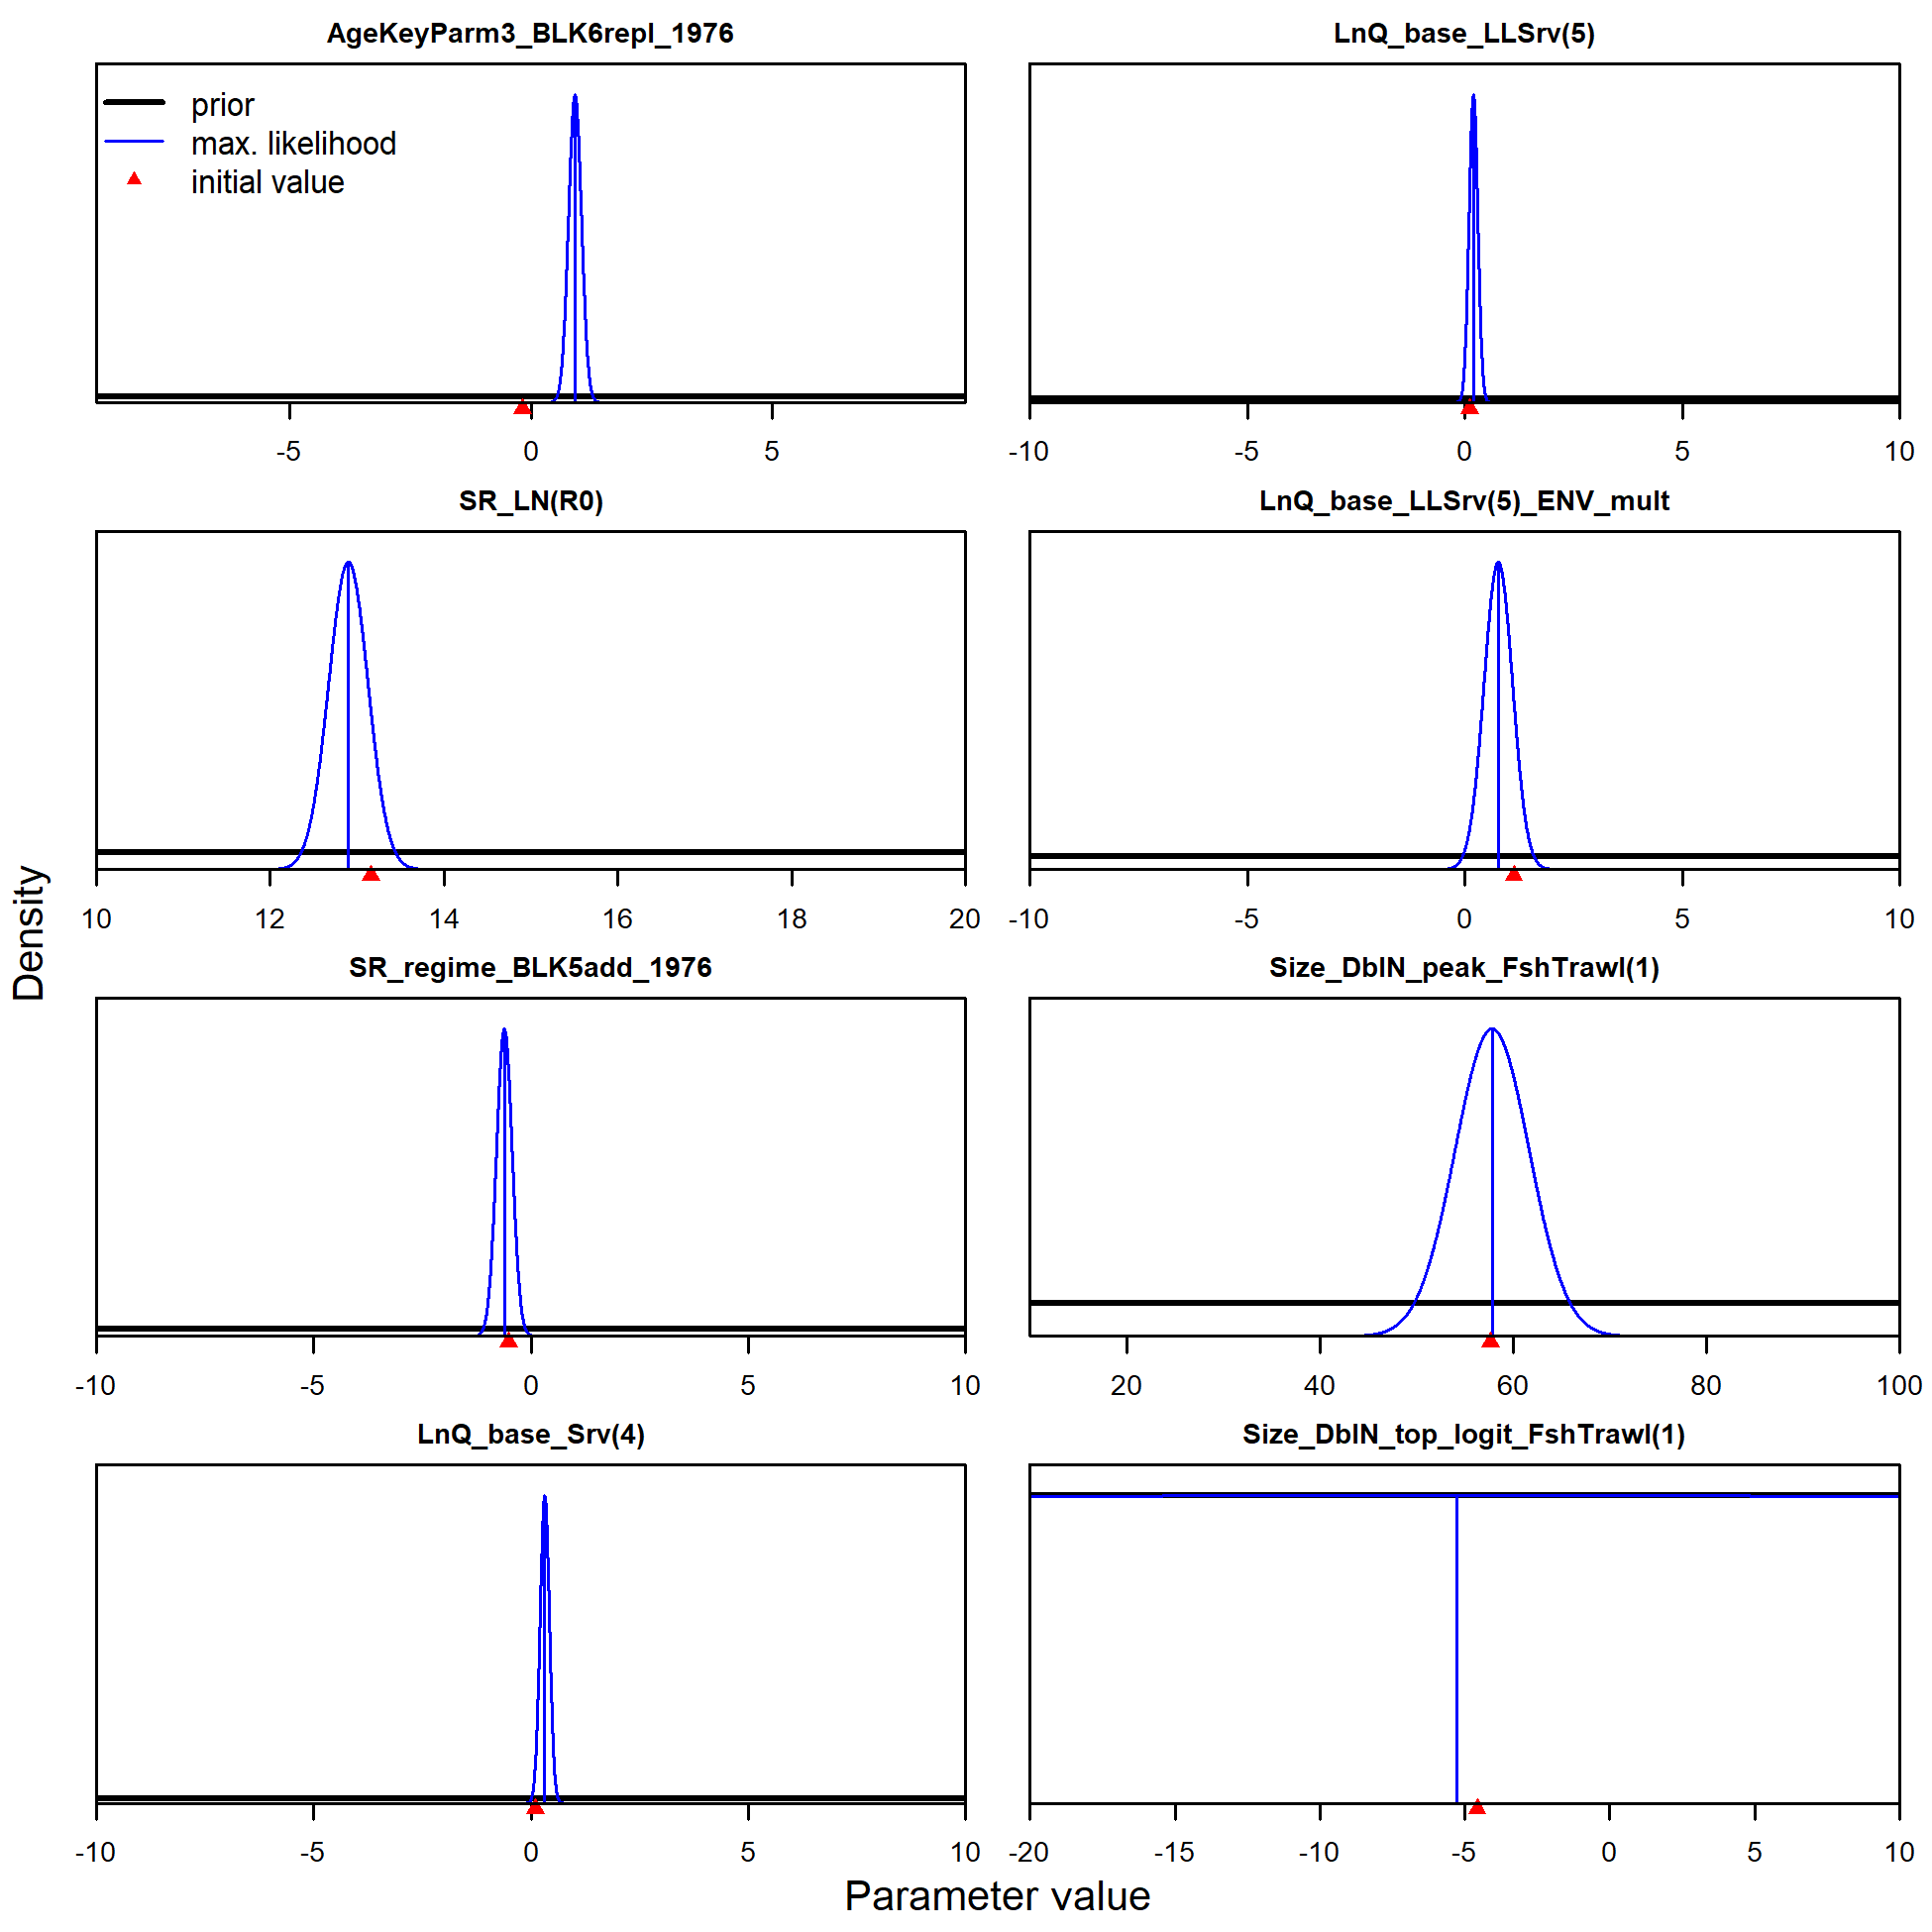 AgeKeyParm3_BLK6repl_1976
prior
max. likelihood
initial value
-5 0 5
LnQ_base_LLSrv(5)
-10 -5 0 5 10
SR_LN(R0)
10 12 14 16 18 20
LnQ_base_LLSrv(5)_ENV_mult
-10 -5 0 5 10
SR_regime_BLK5add_1976
-10 -5 0 5 10
Size_DblN_peak_FshTrawl(1)
20 40 60 80 100
LnQ_base_Srv(4)
-10 -5 0 5 10
Size_DblN_top_logit_FshTrawl(1)
-20 -15 -10 -5 0 5 10
Density
Parameter value